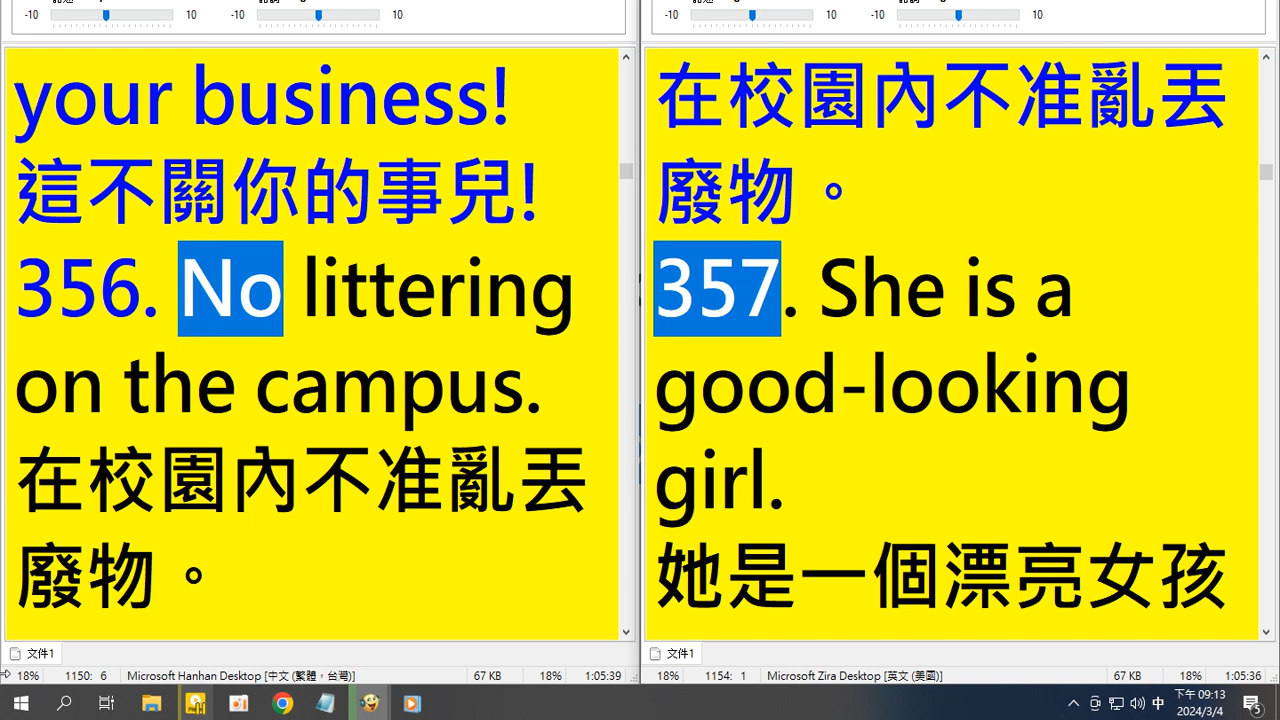 -10 10 -10 10
your business!
這不關你的事兒!
356. No littering
on the campus.
在校園內不准亂丟
廢物。
文件1
18% 1150: 6 Microsoft Hanhan Desktop [中文 (繁體，台灣)] 67 KB 18% 1:05:39
-10 10 -10 10
在校園內不准亂丟
廢物。
357. She is a
good-looking
girl.
她是一個漂亮女孩
文件1
18% 1154: 1 Microsoft Zira Desktop [英文 (美國)] 67 KB 18% 1:05:36
中
下午 09:13
2024/3/4
5